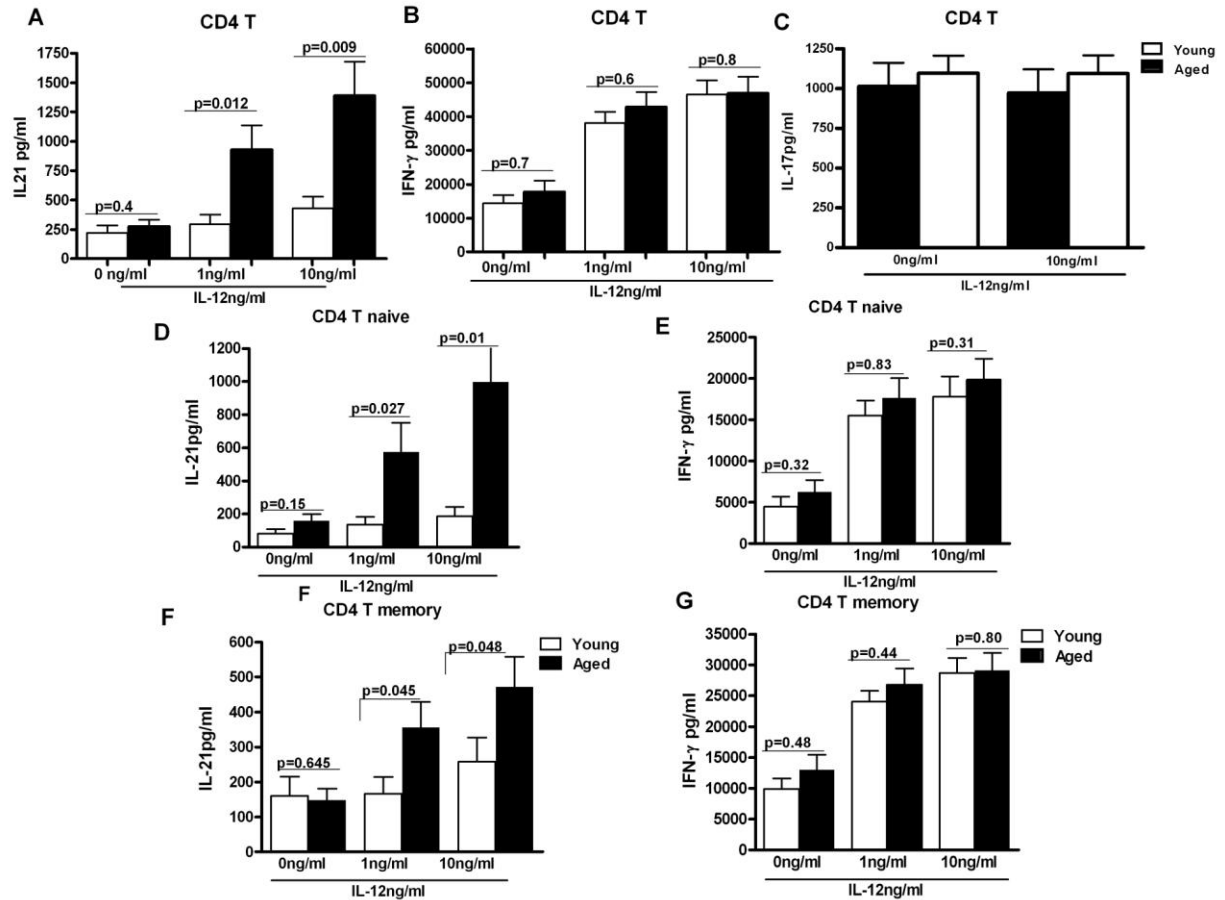 A
CD4 T
p=0.009
p=0.012
p=0.4
IL21 pg/ml
1750
1500
1250
1000
750
500
250
0
0 ng/ml 1ng/ml 10ng/ml
IL-12ng/ml
B
CD4 T
p=0.8
p=0.6
p=0.7
IFN-γ pg/ml
60000
50000
40000
30000
20000
10000
0
0ng/ml 1ng/ml 10ng/ml
IL-12ng/ml
C
CD4 T
Young
Aged
IL-17pg/ml
1250
1000
750
500
250
0
0ng/ml 10ng/ml
IL-12ng/ml
D
CD4 T naive
p=0.01
p=0.027
p=0.15
IL-21pg/ml
1200
1000
800
600
400
200
0
0ng/ml 1ng/ml 10ng/ml
IL-12ng/ml
E
CD4 T naive
p=0.31
p=0.83
p=0.32
IFN-γ pg/ml
25000
20000
15000
10000
5000
0
0ng/ml 1ng/ml 10ng/ml
IL-12ng/ml
F
F
CD4 T memory
Young
Aged
p=0.048
p=0.045
p=0.645
IL-21pg/ml
600
500
400
300
200
100
0
0ng/ml 1ng/ml 10ng/ml
IL-12ng/ml
G
CD4 T memory
Young
Aged
p=0.80
p=0.44
p=0.48
IFN-γ pg/ml
35000
30000
25000
20000
15000
10000
5000
0
0ng/ml 1ng/ml 10ng/ml
IL-12ng/ml